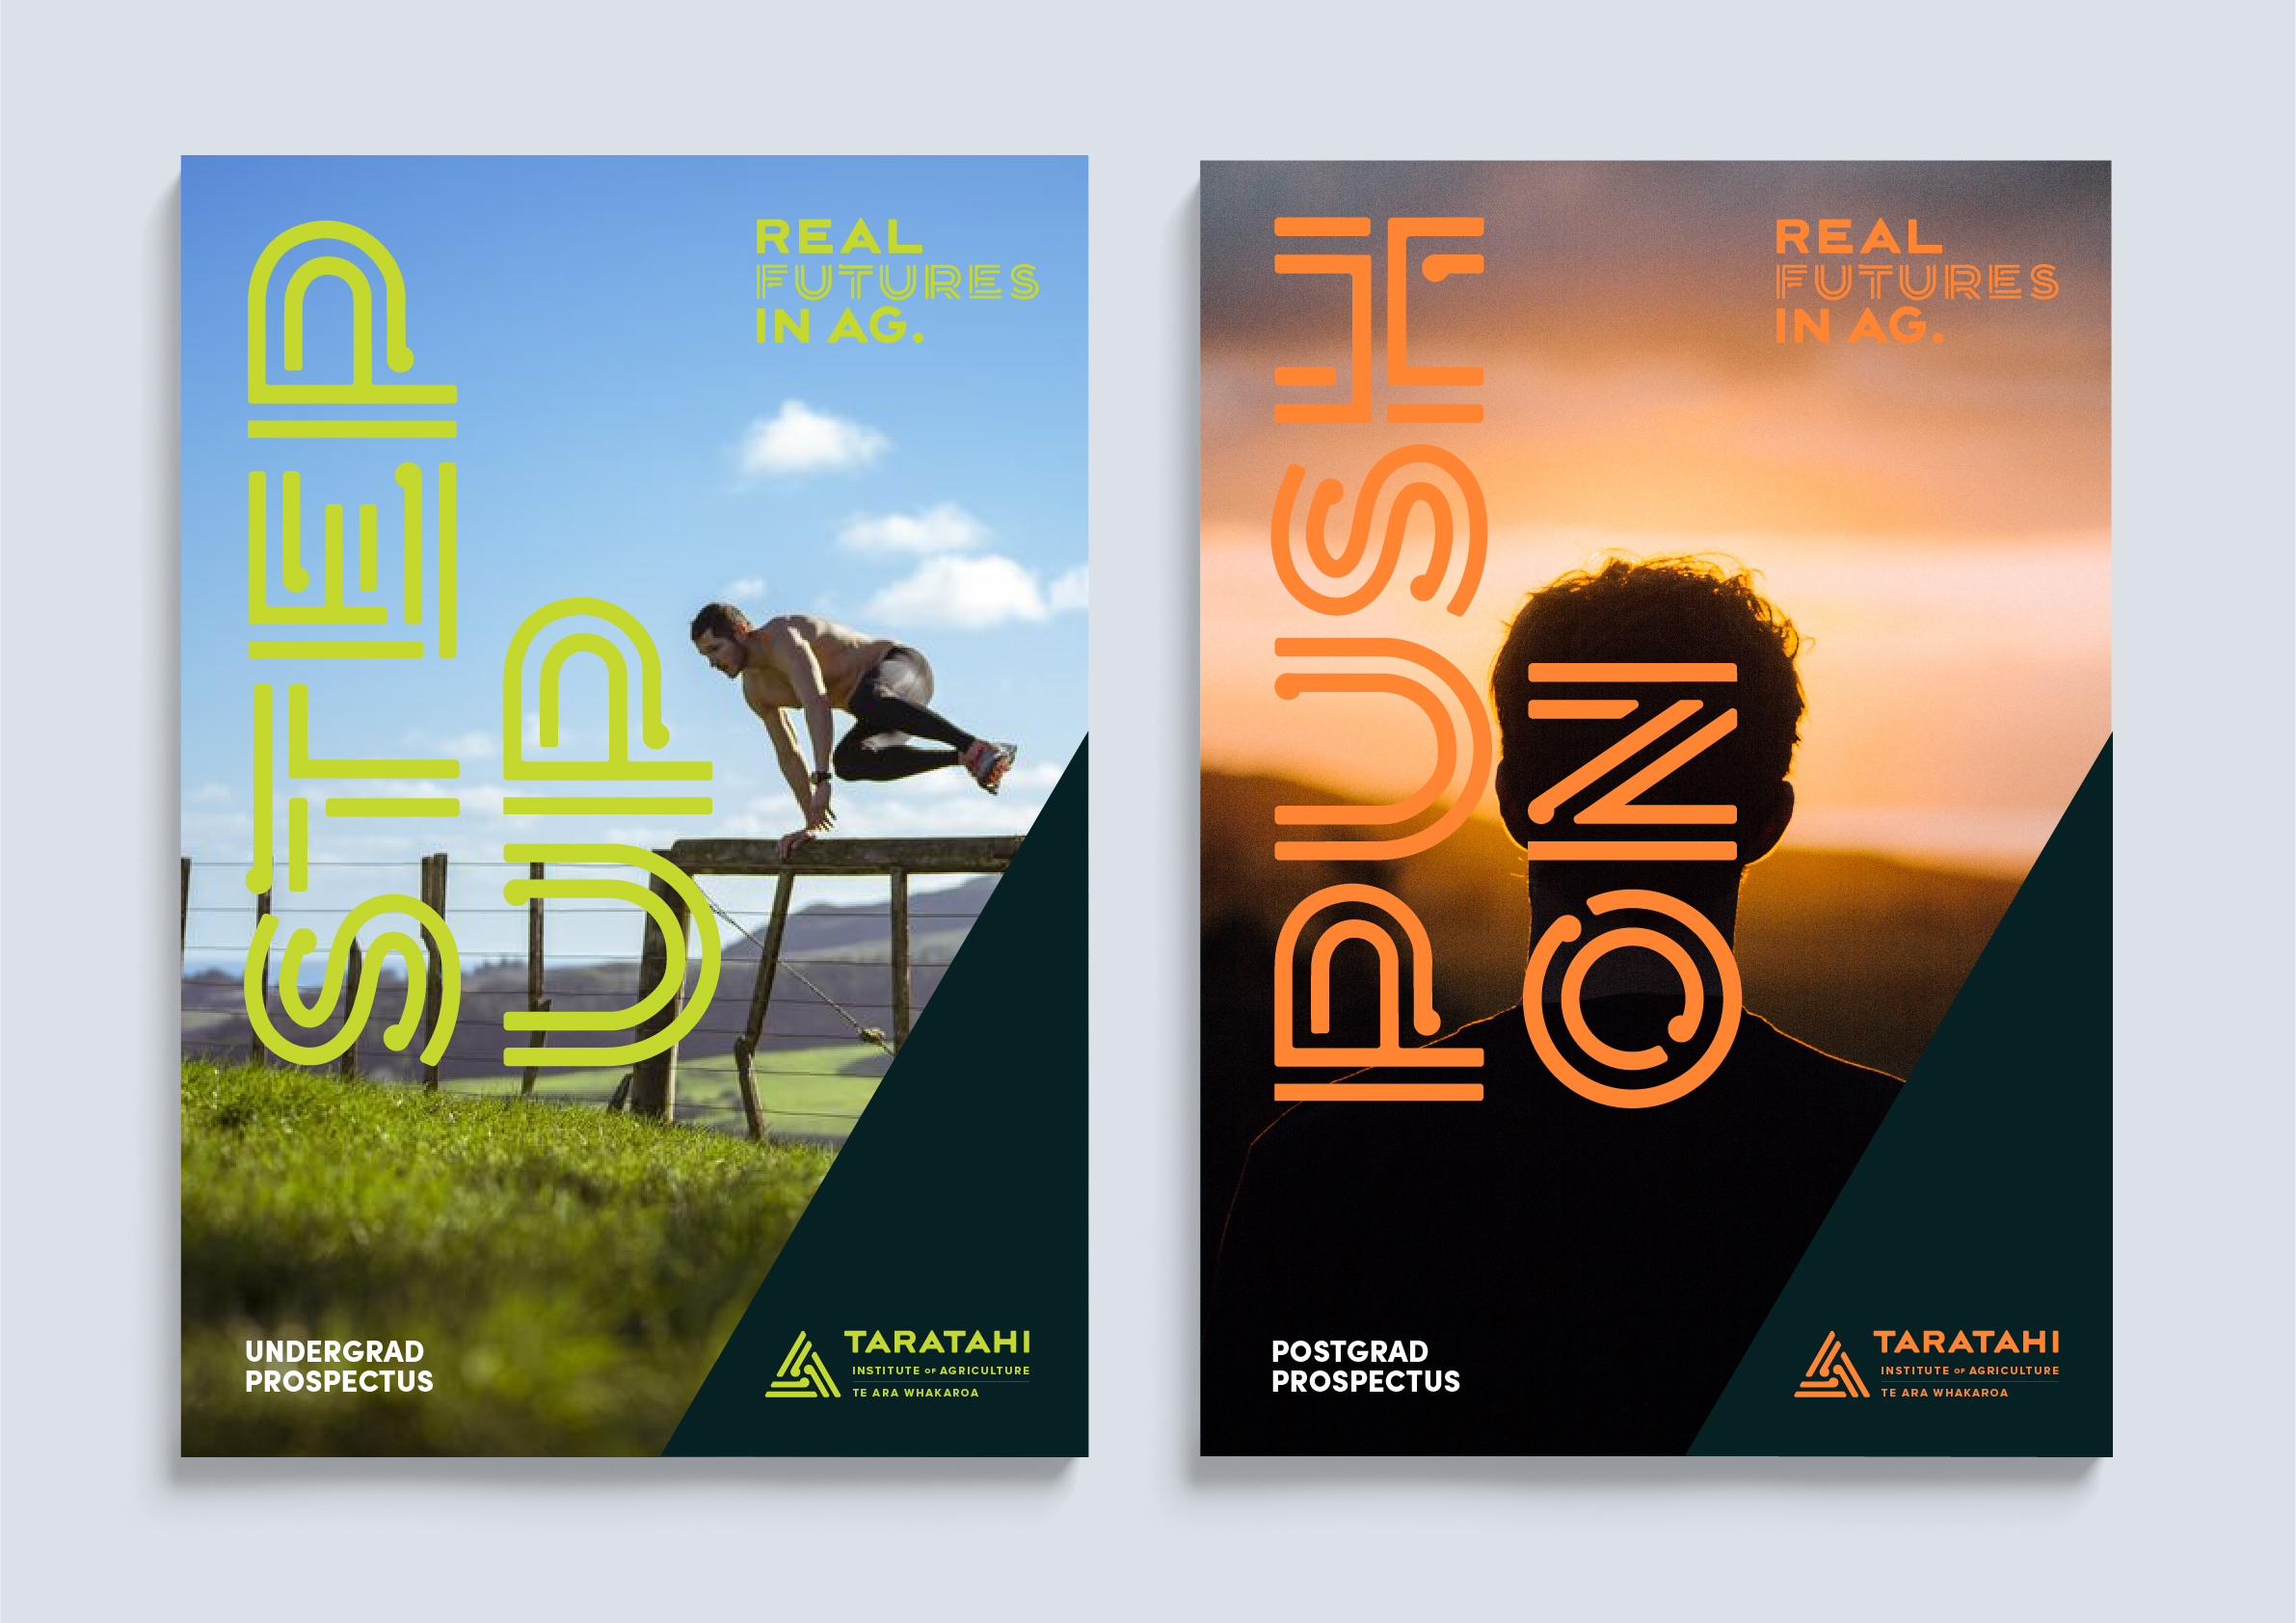 STEP
UP
REAL
FUTURES
IN AG.
UNDERGRAD
PROSPECTUS
TARATAHI
INSTITUTE OF AGRICULTURE
TE ARA WHAKAROA
PUSH
ON
REAL
FUTURES
IN AG.
POSTGRAD
PROSPECTUS
TARATAHI
INSTITUTE OF AGRICULTURE
TE ARA WHAKAROA